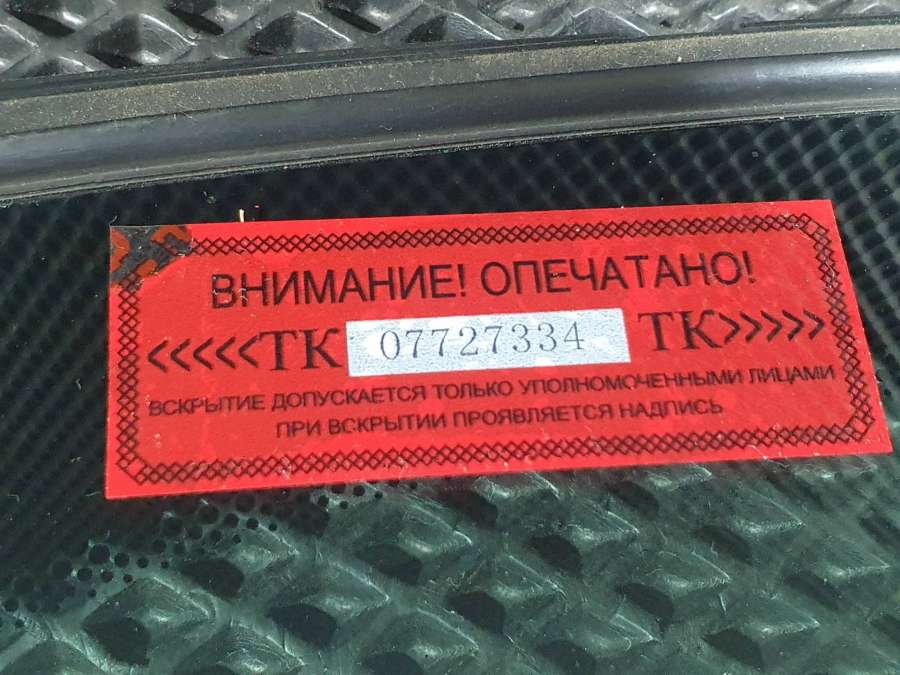 ВНИМАНИЕ! ОПЕЧАТАНО!
<<<<<ТК 07727334 ТК>>>>>
ВСКРЫТИЕ ДОПУСКАЕТСЯ ТОЛЬКО УПОЛНОМОЧЕННЫМИ ЛИЦАМИ
ПРИ ВСКРЫТИИ ПРОЯВЛЯЕТСЯ НАДПИСЬ